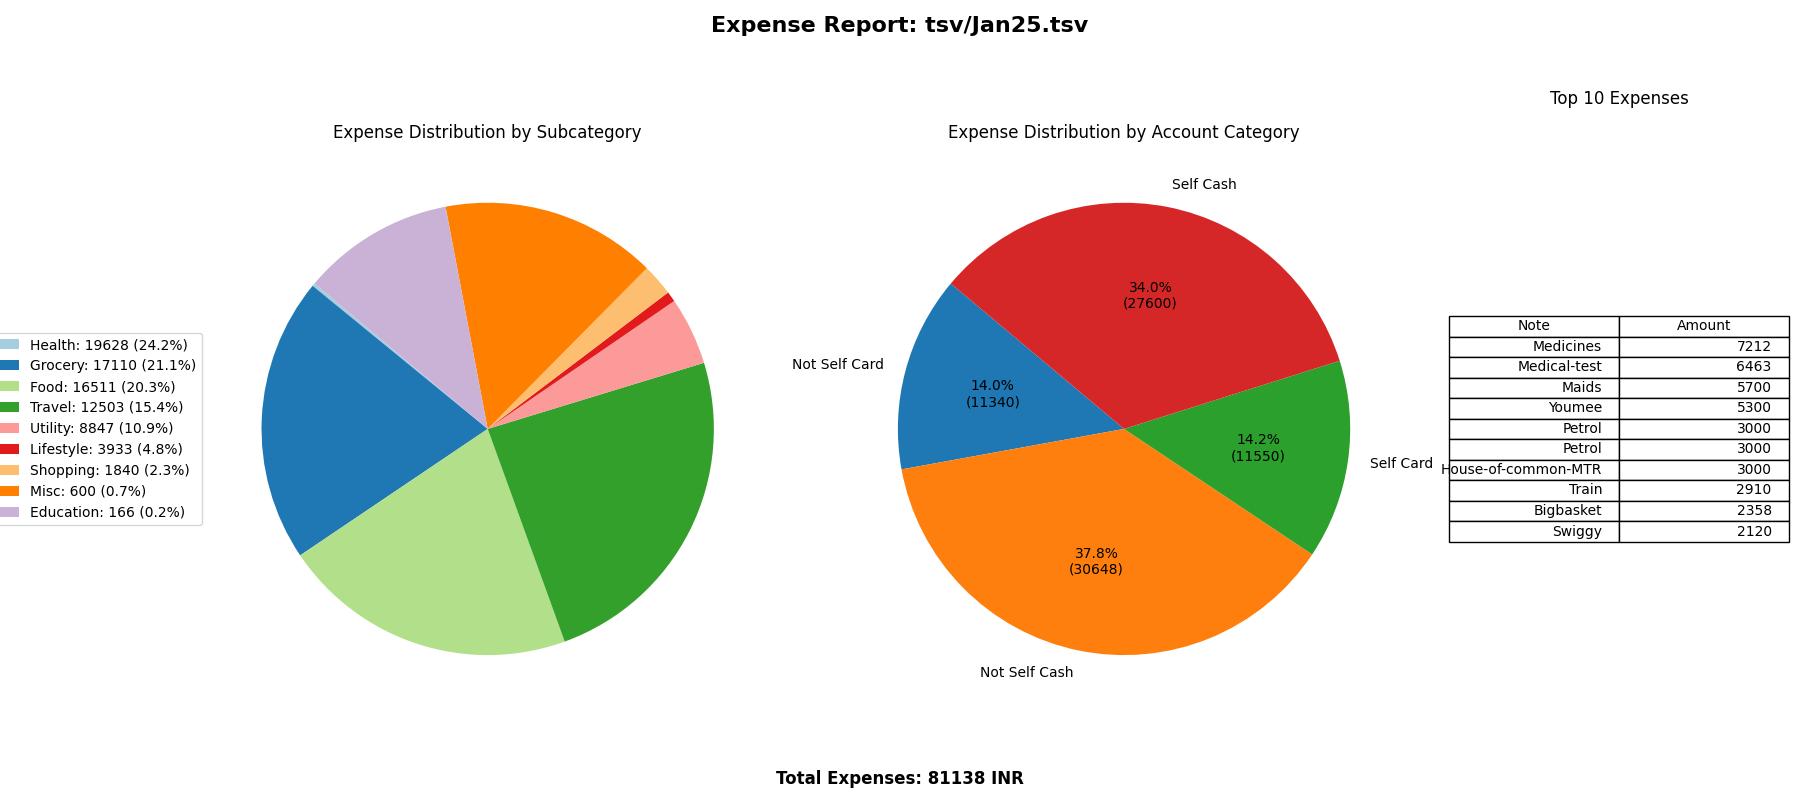 Expense Report: tsv/Jan25.tsv
Expense Distribution by Subcategory
Health: 19628 (24.2%)
Grocery: 17110 (21.1%)
Food: 16511 (20.3%)
Travel: 12503 (15.4%)
Utility: 8847 (10.9%)
Lifestyle: 3933 (4.8%)
Shopping: 1840 (2.3%)
Misc: 600 (0.7%)
Education: 166 (0.2%)
Expense Distribution by Account Category
Self Cash
34.0%
(27600)
Not Self Card
14.0%
(11340)
14.2%
(11550)
Self Card
37.8%
(30648)
Not Self Cash
Top 10 Expenses
Note Amount
Medicines 7212
Medical-test 6463
Maids 5700
Youmee 5300
Petrol 3000
Petrol 3000
House-of-common-MTR 3000
Train 2910
Bigbasket 2358
Swiggy 2120
Total Expenses: 81138 INR